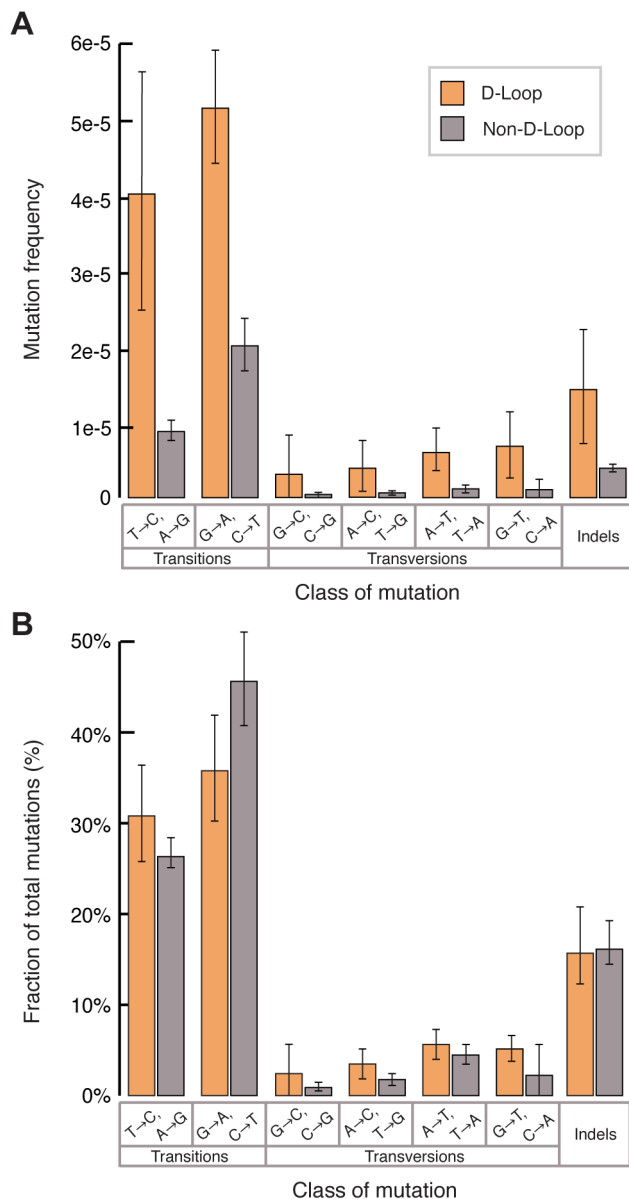 A
6e-5
5e-5
4e-5
3e-5
2e-5
1e-5
0
Mutation frequency
D-Loop
Non-D-Loop
T→C, A→G
G→A, C→T
G→C, C→G
A→C, T→G
A→T, T→A
G→T, C→A
Indels
Transitions
Transversions
Class of mutation
B
50%
40%
30%
20%
10%
0%
Fraction of total mutations (%)
T→C, A→G
G→A, C→T
G→C, C→G
A→C, T→G
A→T, T→A
G→T, C→A
Indels
Transitions
Transversions
Class of mutation